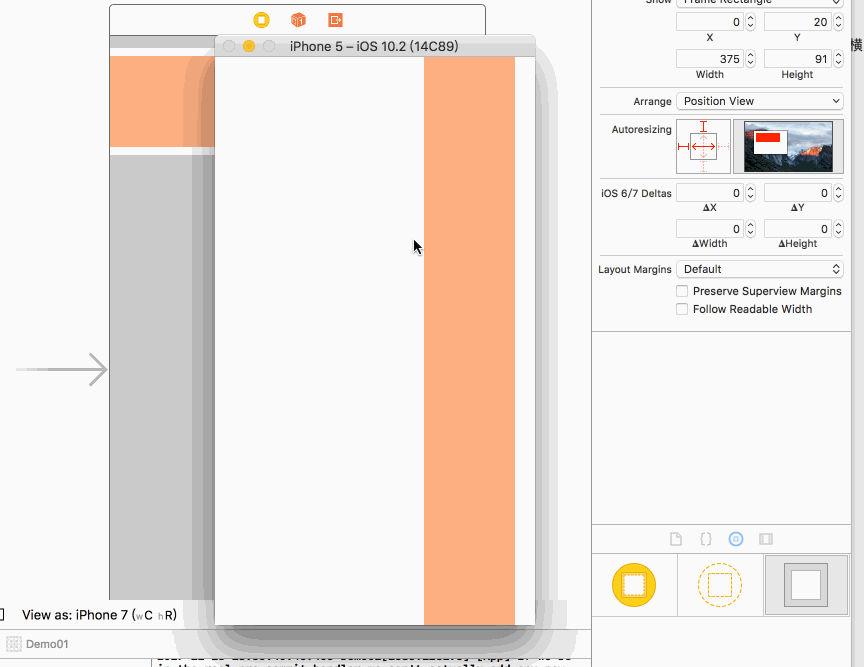 Show Frame Rectangle
iPhone 5 – iOS 10.2 (14C89)
0 20
X Y
横
375 91
Width Height
Arrange Position View
Autoresizing
iOS 6/7 Deltas 0 0
ΔX ΔY
0 0
ΔWidth ΔHeight
Layout Margins Default
Preserve Superview Margins
Follow Readable Width
View as: iPhone 7 (wC hR)
Demo01